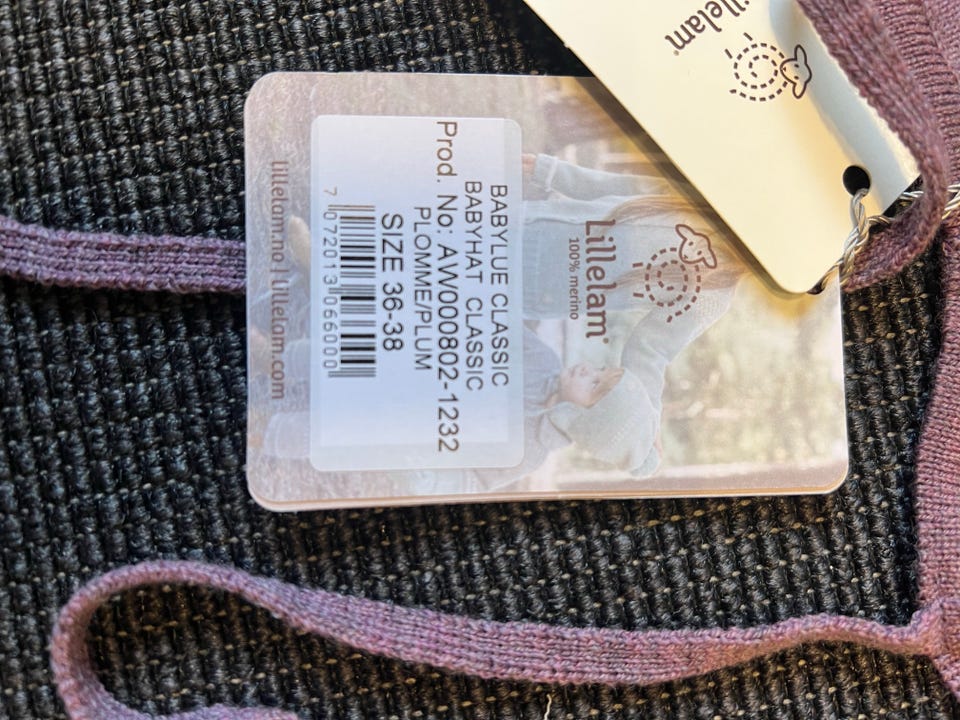 Lillelam®
Lillelam®
100% merino
BABYLUE CLASSIC
BABYHAT CLASSIC
Prod. No: AW000802-1232
PLOMME/PLUM
SIZE 36-38
7 072013 066000
lillelam.no | lillelam.com